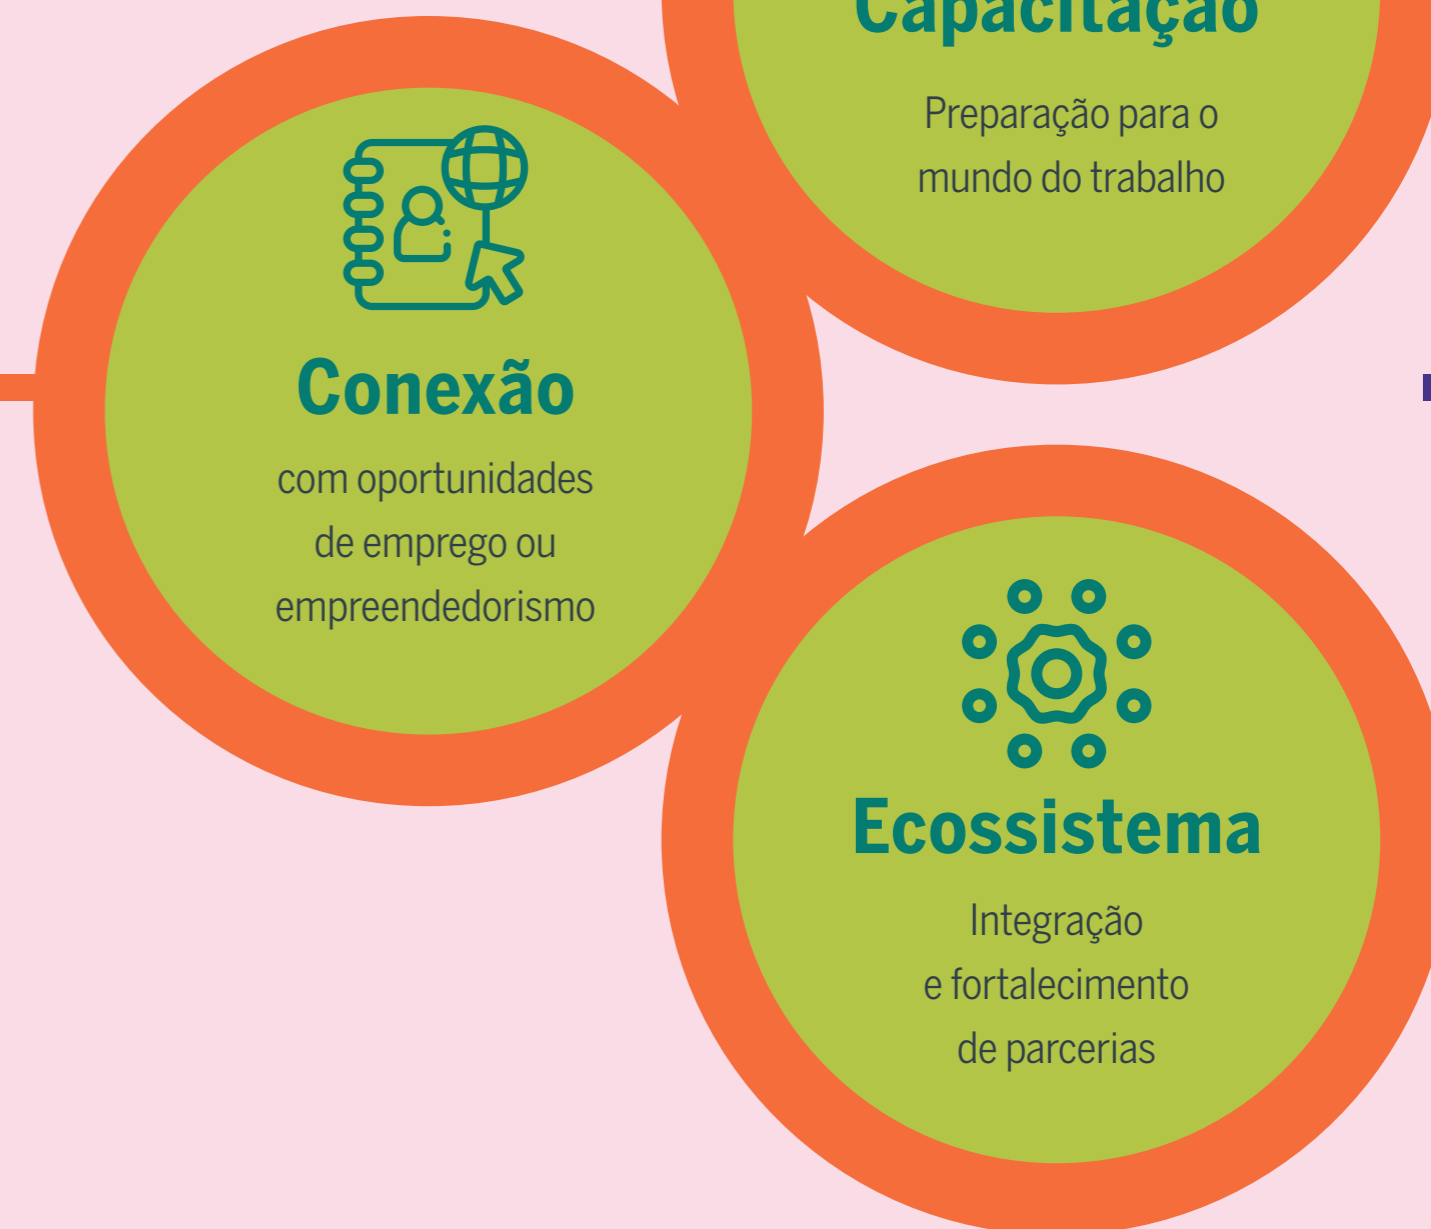 Capacitação
Preparação para o
mundo do trabalho
Conexão
com oportunidades
de emprego ou
empreendedorismo
Ecossistema
Integração
e fortalecimento
de parcerias